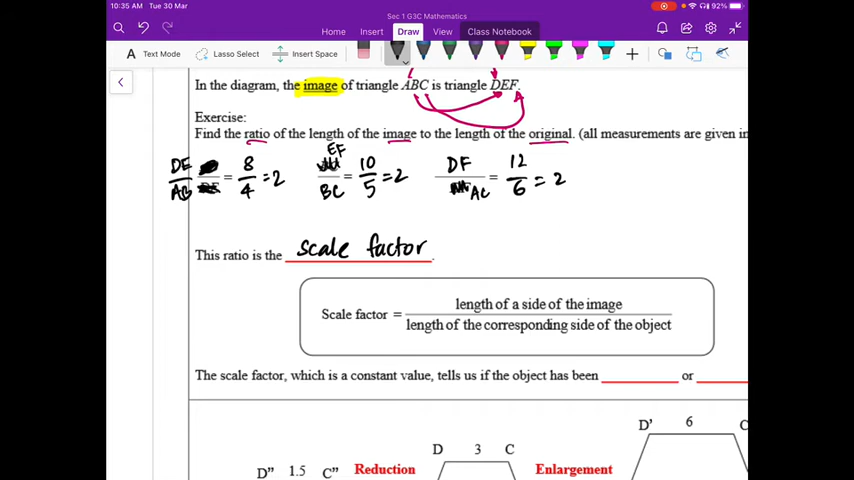 10:35 AM Tue 30 Mar
92%
Sec 1 G3C Mathematics
Home Insert Draw View Class Notebook
Text Mode Lasso Select Insert Space
In the diagram, the image of triangle ABC is triangle DEF.
Exercise:
Find the ratio of the length of the image to the length of the original. (all measurements are given in
DE/AB = 8/4 = 2 EF/BC = 10/5 = 2 DF/AC = 12/6 = 2
This ratio is the scale factor.
Scale factor = length of a side of the image
length of the corresponding side of the object
The scale factor, which is a constant value, tells us if the object has been ________ or ________
D' 6 C
D 3 C
D" 1.5 C" Reduction Enlargement